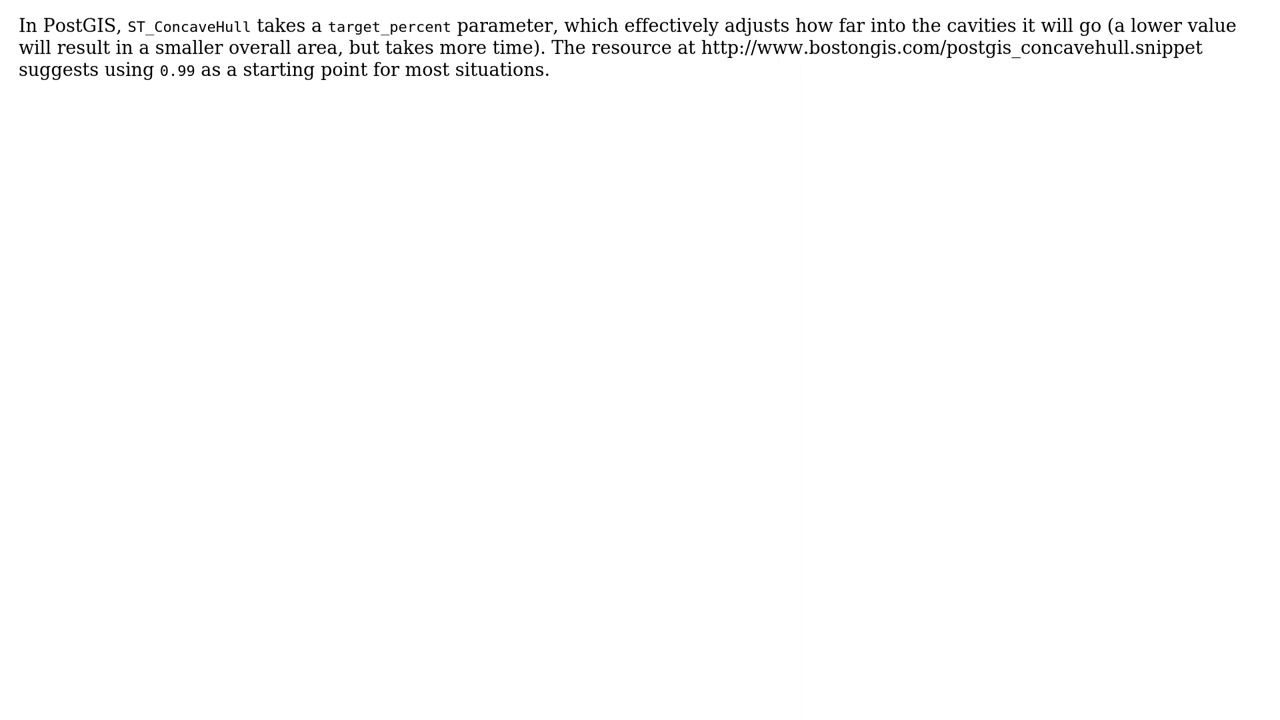 In PostGIS, ST_ConcaveHull takes a target_percent parameter, which effectively adjusts how far into the cavities it will go (a lower value
will result in a smaller overall area, but takes more time). The resource at http://www.bostongis.com/postgis_concavehull.snippet
suggests using 0.99 as a starting point for most situations.